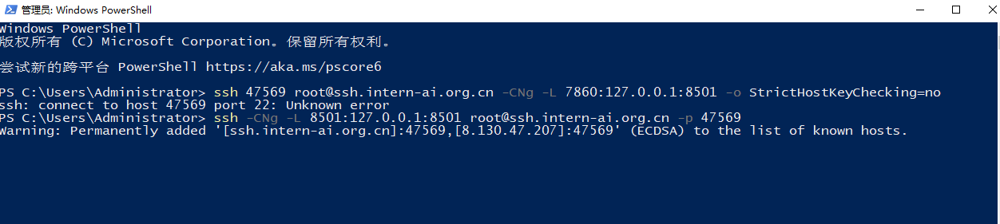 管理员: Windows PowerShell
Windows PowerShell
版权所有 (C) Microsoft Corporation。保留所有权利。
尝试新的跨平台 PowerShell https://aka.ms/pscore6
PS C:\Users\Administrator> ssh 47569 root@ssh.intern-ai.org.cn -CNg -L 7860:127.0.0.1:8501 -o StrictHostKeyChecking=no
ssh: connect to host 47569 port 22: Unknown error
PS C:\Users\Administrator> ssh -CNg -L 8501:127.0.0.1:8501 root@ssh.intern-ai.org.cn -p 47569
Warning: Permanently added '[ssh.intern-ai.org.cn]:47569,[8.130.47.207]:47569' (ECDSA) to the list of known hosts.